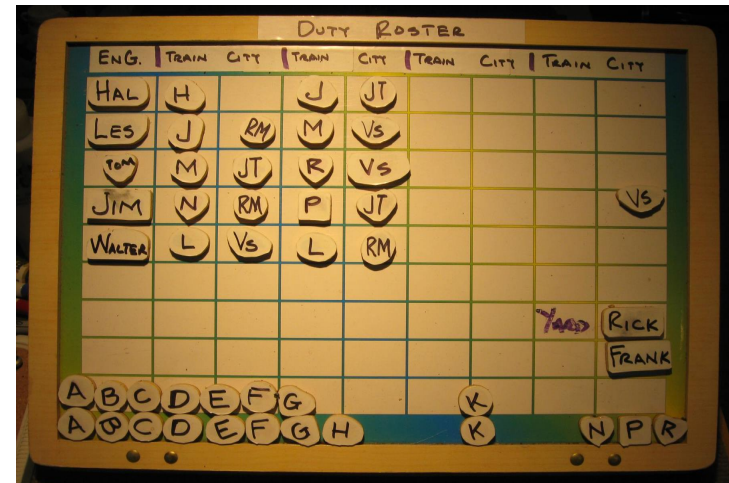 DUTY ROSTER
ENG. TRAIN CITY TRAIN CITY TRAIN CITY TRAIN CITY
HAL H J JT
LES J RM M Vs
TOM M JT R Vs
JIM N RM P JT Vs
WALTER L Vs L RM
YARD RICK
FRANK
A B C D E F G K
A B C D E F G H K N P R